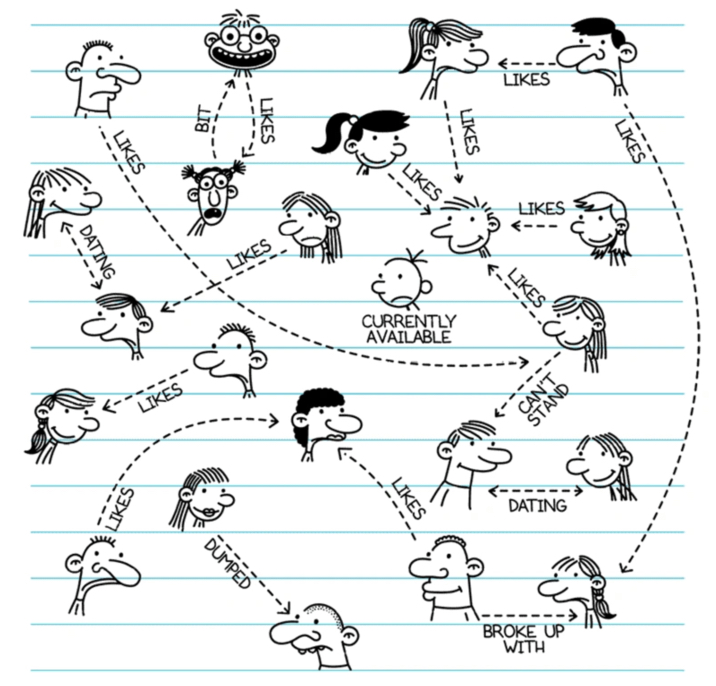 LIKES
BIT
LIKES
LIKES
LIKES
LIKES
LIKES
LIKES
DATING
LIKES
LIKES
CURRENTLY
AVAILABLE
LIKES
CAN'T
STAND
LIKES
LIKES
DATING
DUMPED
BROKE UP
WITH